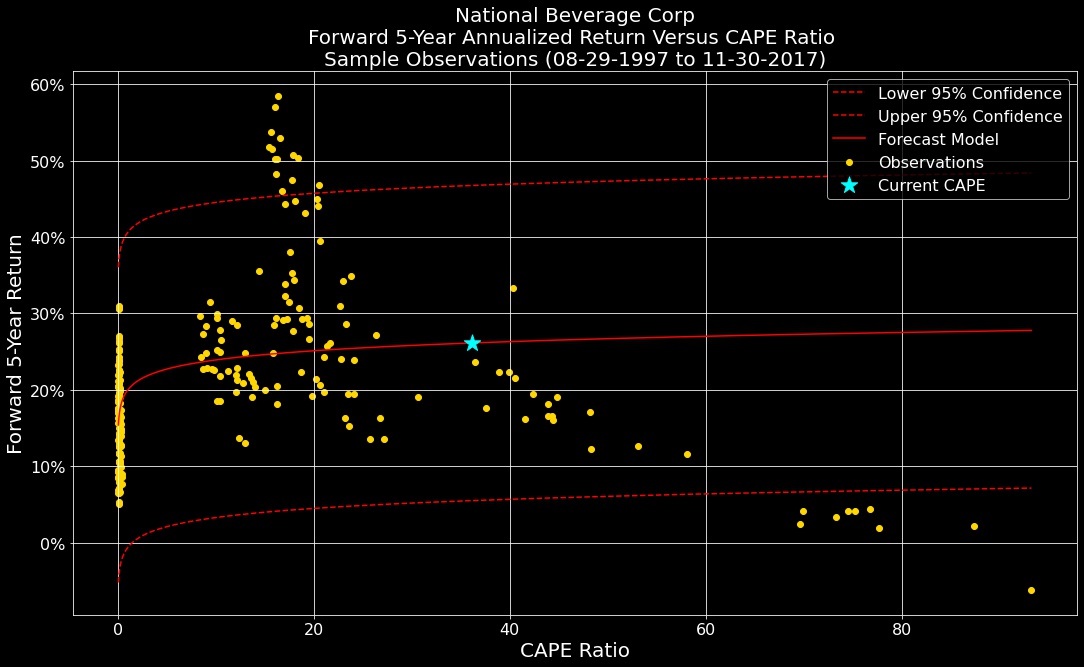 National Beverage Corp
Forward 5-Year Annualized Return Versus CAPE Ratio
Sample Observations (08-29-1997 to 11-30-2017)
Lower 95% Confidence
Upper 95% Confidence
Forecast Model
Observations
Current CAPE
Forward 5-Year Return
60%
50%
40%
30%
20%
10%
0%
0
20
40
60
80
CAPE Ratio